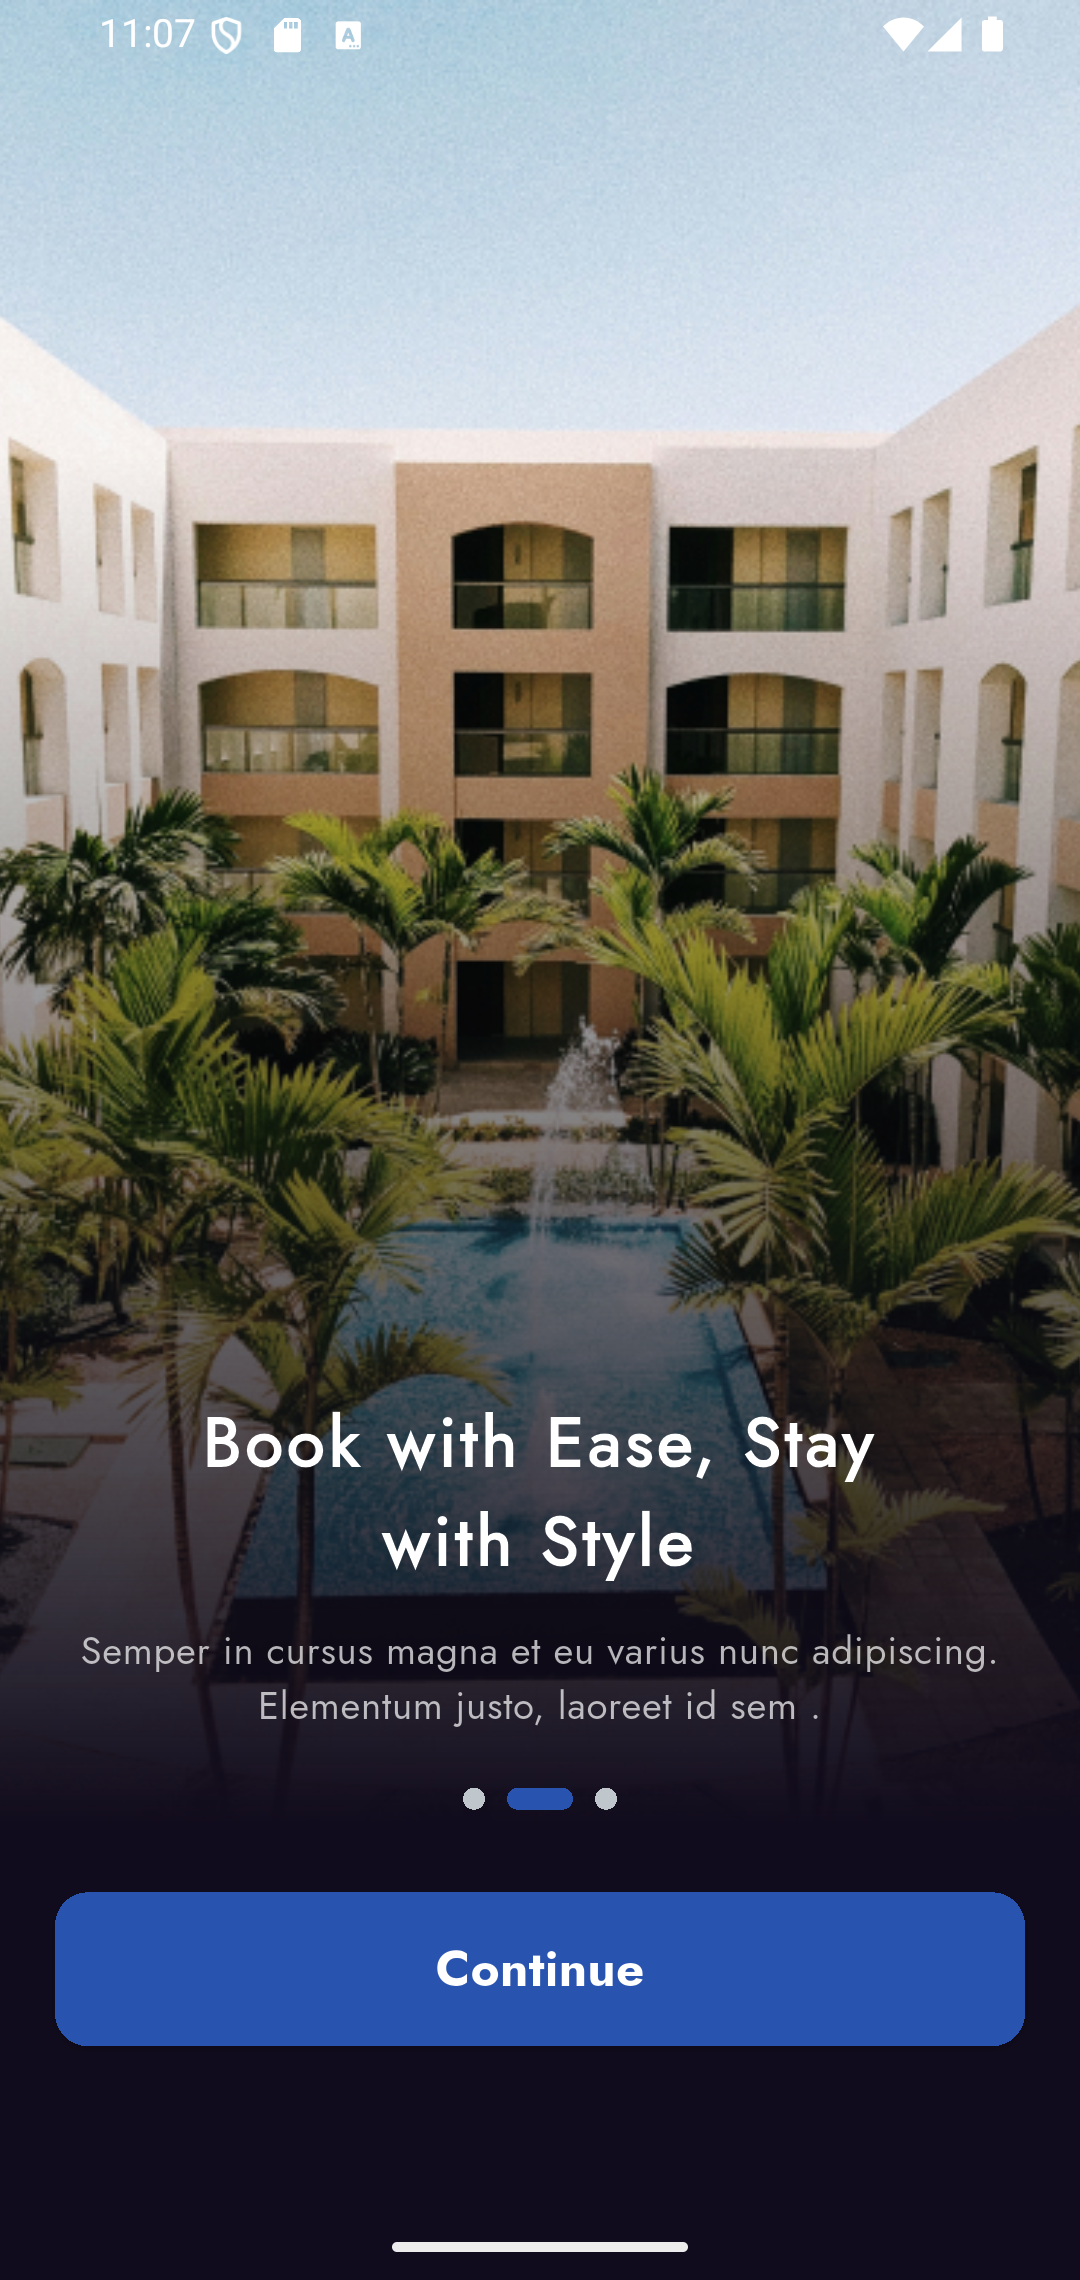 11:07
Book with Ease, Stay
with Style
Semper in cursus magna et eu varius nunc adipiscing.
Elementum justo, laoreet id sem .
Continue